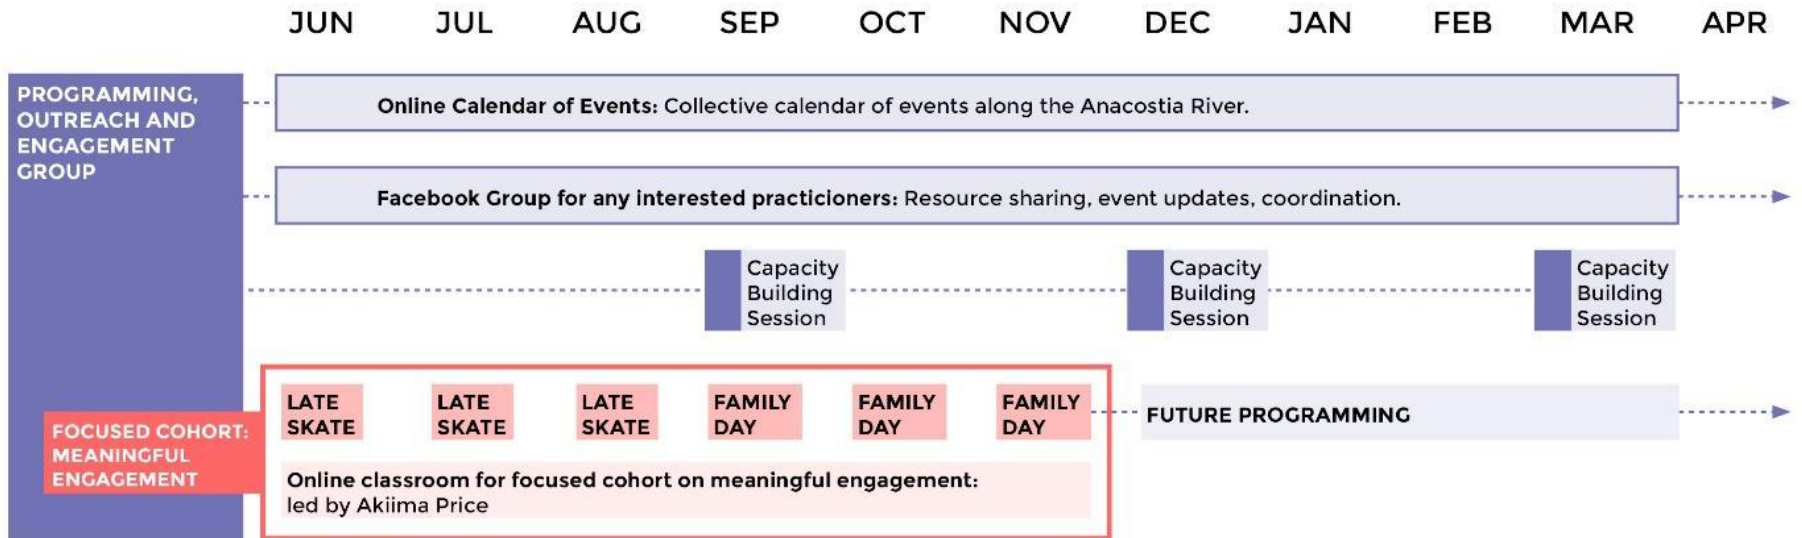 JUN JUL AUG SEP OCT NOV DEC JAN FEB MAR APR
PROGRAMMING,
OUTREACH AND
ENGAGEMENT
GROUP
Online Calendar of Events: Collective calendar of events along the Anacostia River.
Facebook Group for any interested practicioners: Resource sharing, event updates, coordination.
Capacity
Building
Session
Capacity
Building
Session
Capacity
Building
Session
FOCUSED COHORT:
MEANINGFUL
ENGAGEMENT
LATE
SKATE
LATE
SKATE
LATE
SKATE
FAMILY
DAY
FAMILY
DAY
FAMILY
DAY
FUTURE PROGRAMMING
Online classroom for focused cohort on meaningful engagement:
led by Akiima Price